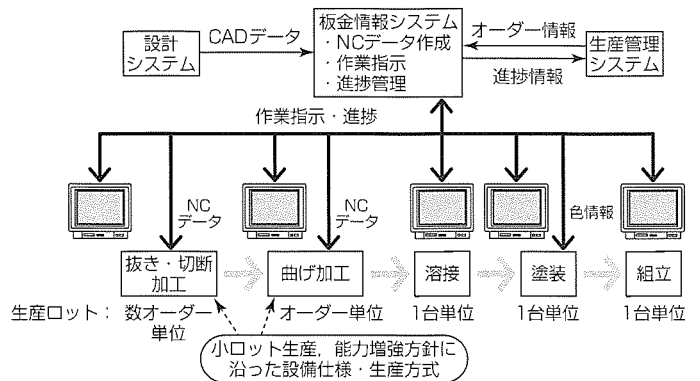 板金情報システム
・NCデータ作成
・作業指示
・進捗管理
設計
システム
CADデータ
オーダー情報
進捗情報
生産管理
システム
作業指示・進捗
NC
データ
NC
データ
色情報
抜き・切断
加工
曲げ加工
溶接
塗装
組立
生産ロット：
数オーダー
単位
オーダー単位
1台単位
1台単位
1台単位
小ロット生産，能力増強方針に
沿った設備仕様・生産方式